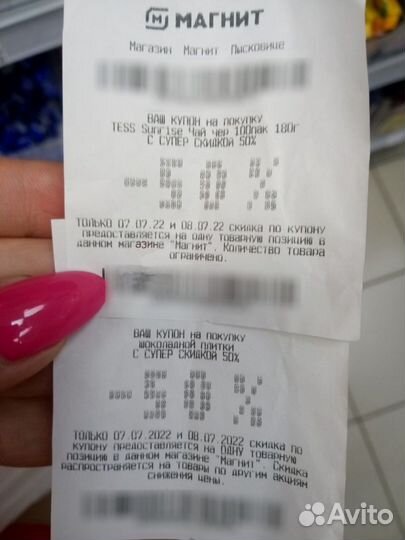 МАГНИТ
Магазин Магнит Лысковице
ВАШ КУПОН на ПОКУПКУ
TESS Sunrise Чай чер 100пак 180г
С СУПЕР СКИДКОЙ 50%
-50%
ТОЛЬКО 07.07.22 и 08.07.22 скидка по купону
предоставляется на одну товарную позицию в
данном магазине "Магнит". Количество товара
ограничено.
ВАШ КУПОН на ПОКУПКУ
шоколадной плитки
С СУПЕР СКИДКОЙ 50%
-50%
ТОЛЬКО 07.07.2022 и 08.07.2022 скидка по
купону предоставляется на ОДНУ товарную
позицию в данном магазине "Магнит". Скидка
распространяется на товары по другим акциям
снижения цены.
Avito